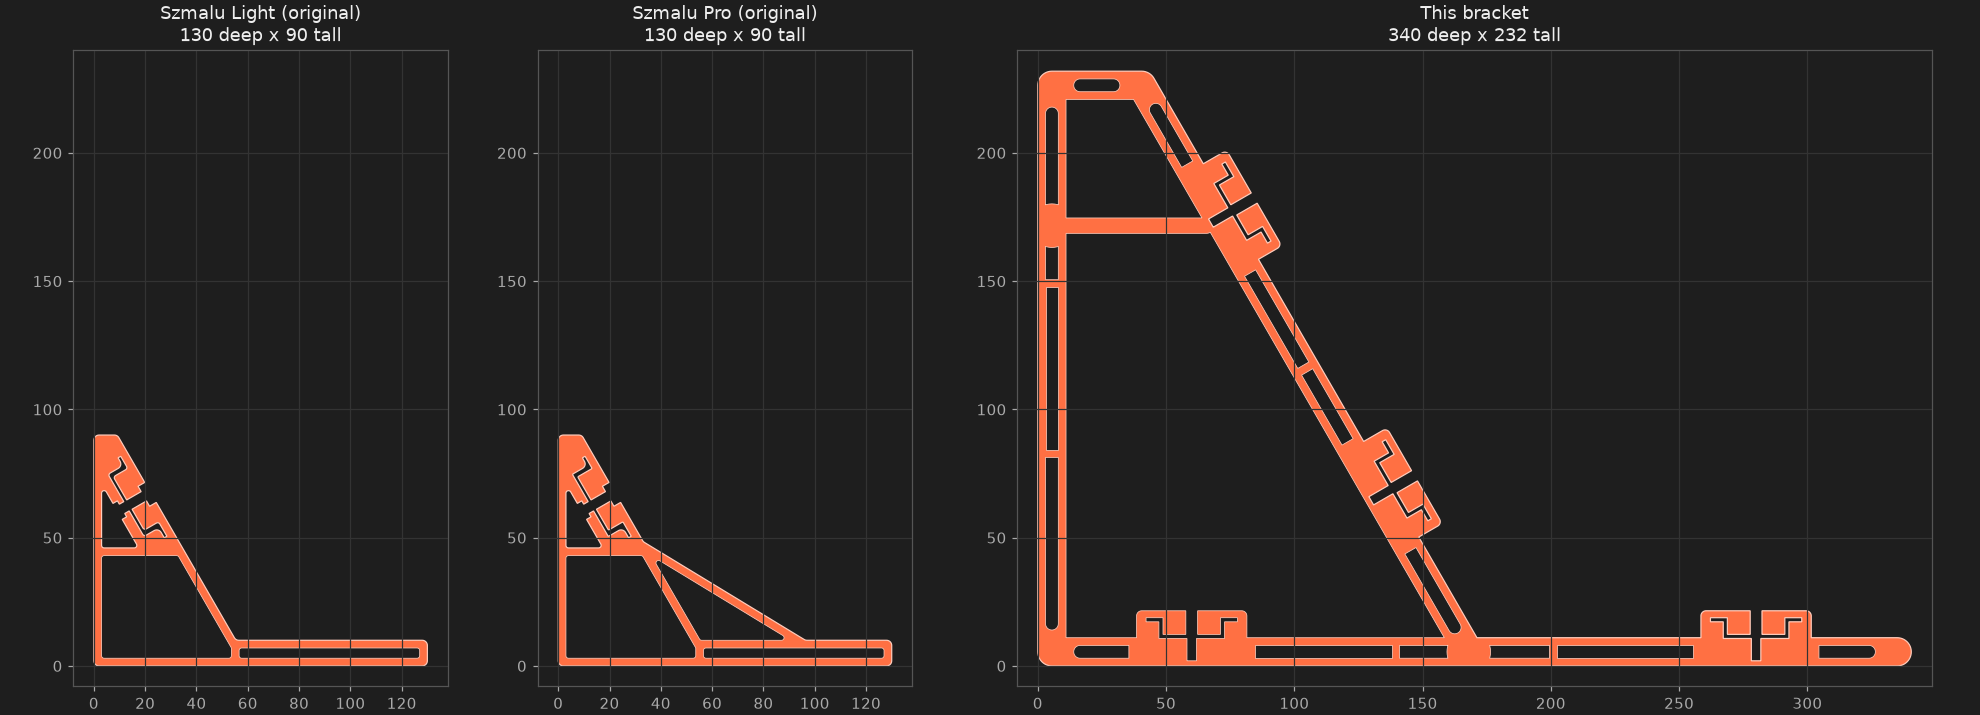 Szmalu Light (original)
130 deep x 90 tall
Szmalu Pro (original)
130 deep x 90 tall
This bracket
340 deep x 232 tall
200
150
100
50
0
0 20 40 60 80 100 120
200
150
100
50
0
0 20 40 60 80 100 120
200
150
100
50
0
0 50 100 150 200 250 300